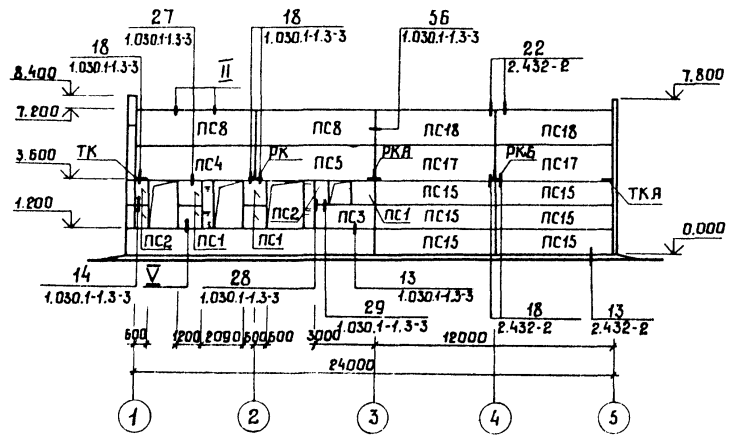 27 18 56
1.030.1-1.3-3 1.030.1-1.3-3 1.030.1-1.3-3
18 22
1.030.1-1.3-3 II 2.432-2
8.400 7.800
7.200
ПС8 ПС8 ПС18 ПС18
ТК ПС4 РК ПС5 РКА ПС17 РКБ ПС17
3.600
ПС15 ПС15 ТКА
1.200 ПС2 ПС3 ПС1 ПС15 ПС15
ПС2 ПС1 ПС1 ПС15 ПС15 0.000
14 V 28 13
1.030.1-1.3-3 1.030.1-1.3-3 1.030.1-1.3-3
29 18 13
1.030.1-1.3-3 2.432-2 2.432-2
600 1200 2090 600 600 3000 12000
24000
1 2 3 4 5